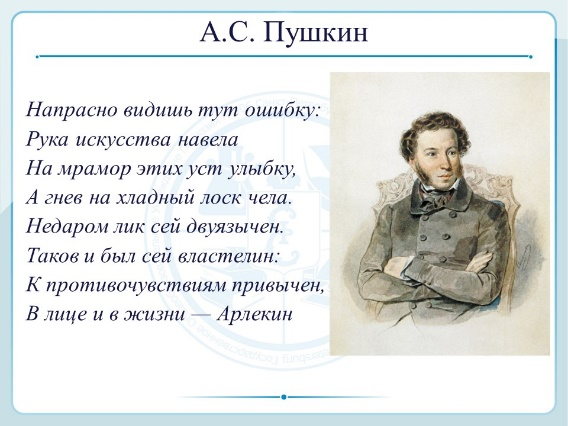 А.С. Пушкин
Напрасно видишь тут ошибку:
Рука искусства навела
На мрамор этих уст улыбку,
А гнев на хладный лоск чела.
Недаром лик сей двуязычен.
Таков и был сей властелин:
К противочувствиям привычен,
В лице и в жизни — Арлекин